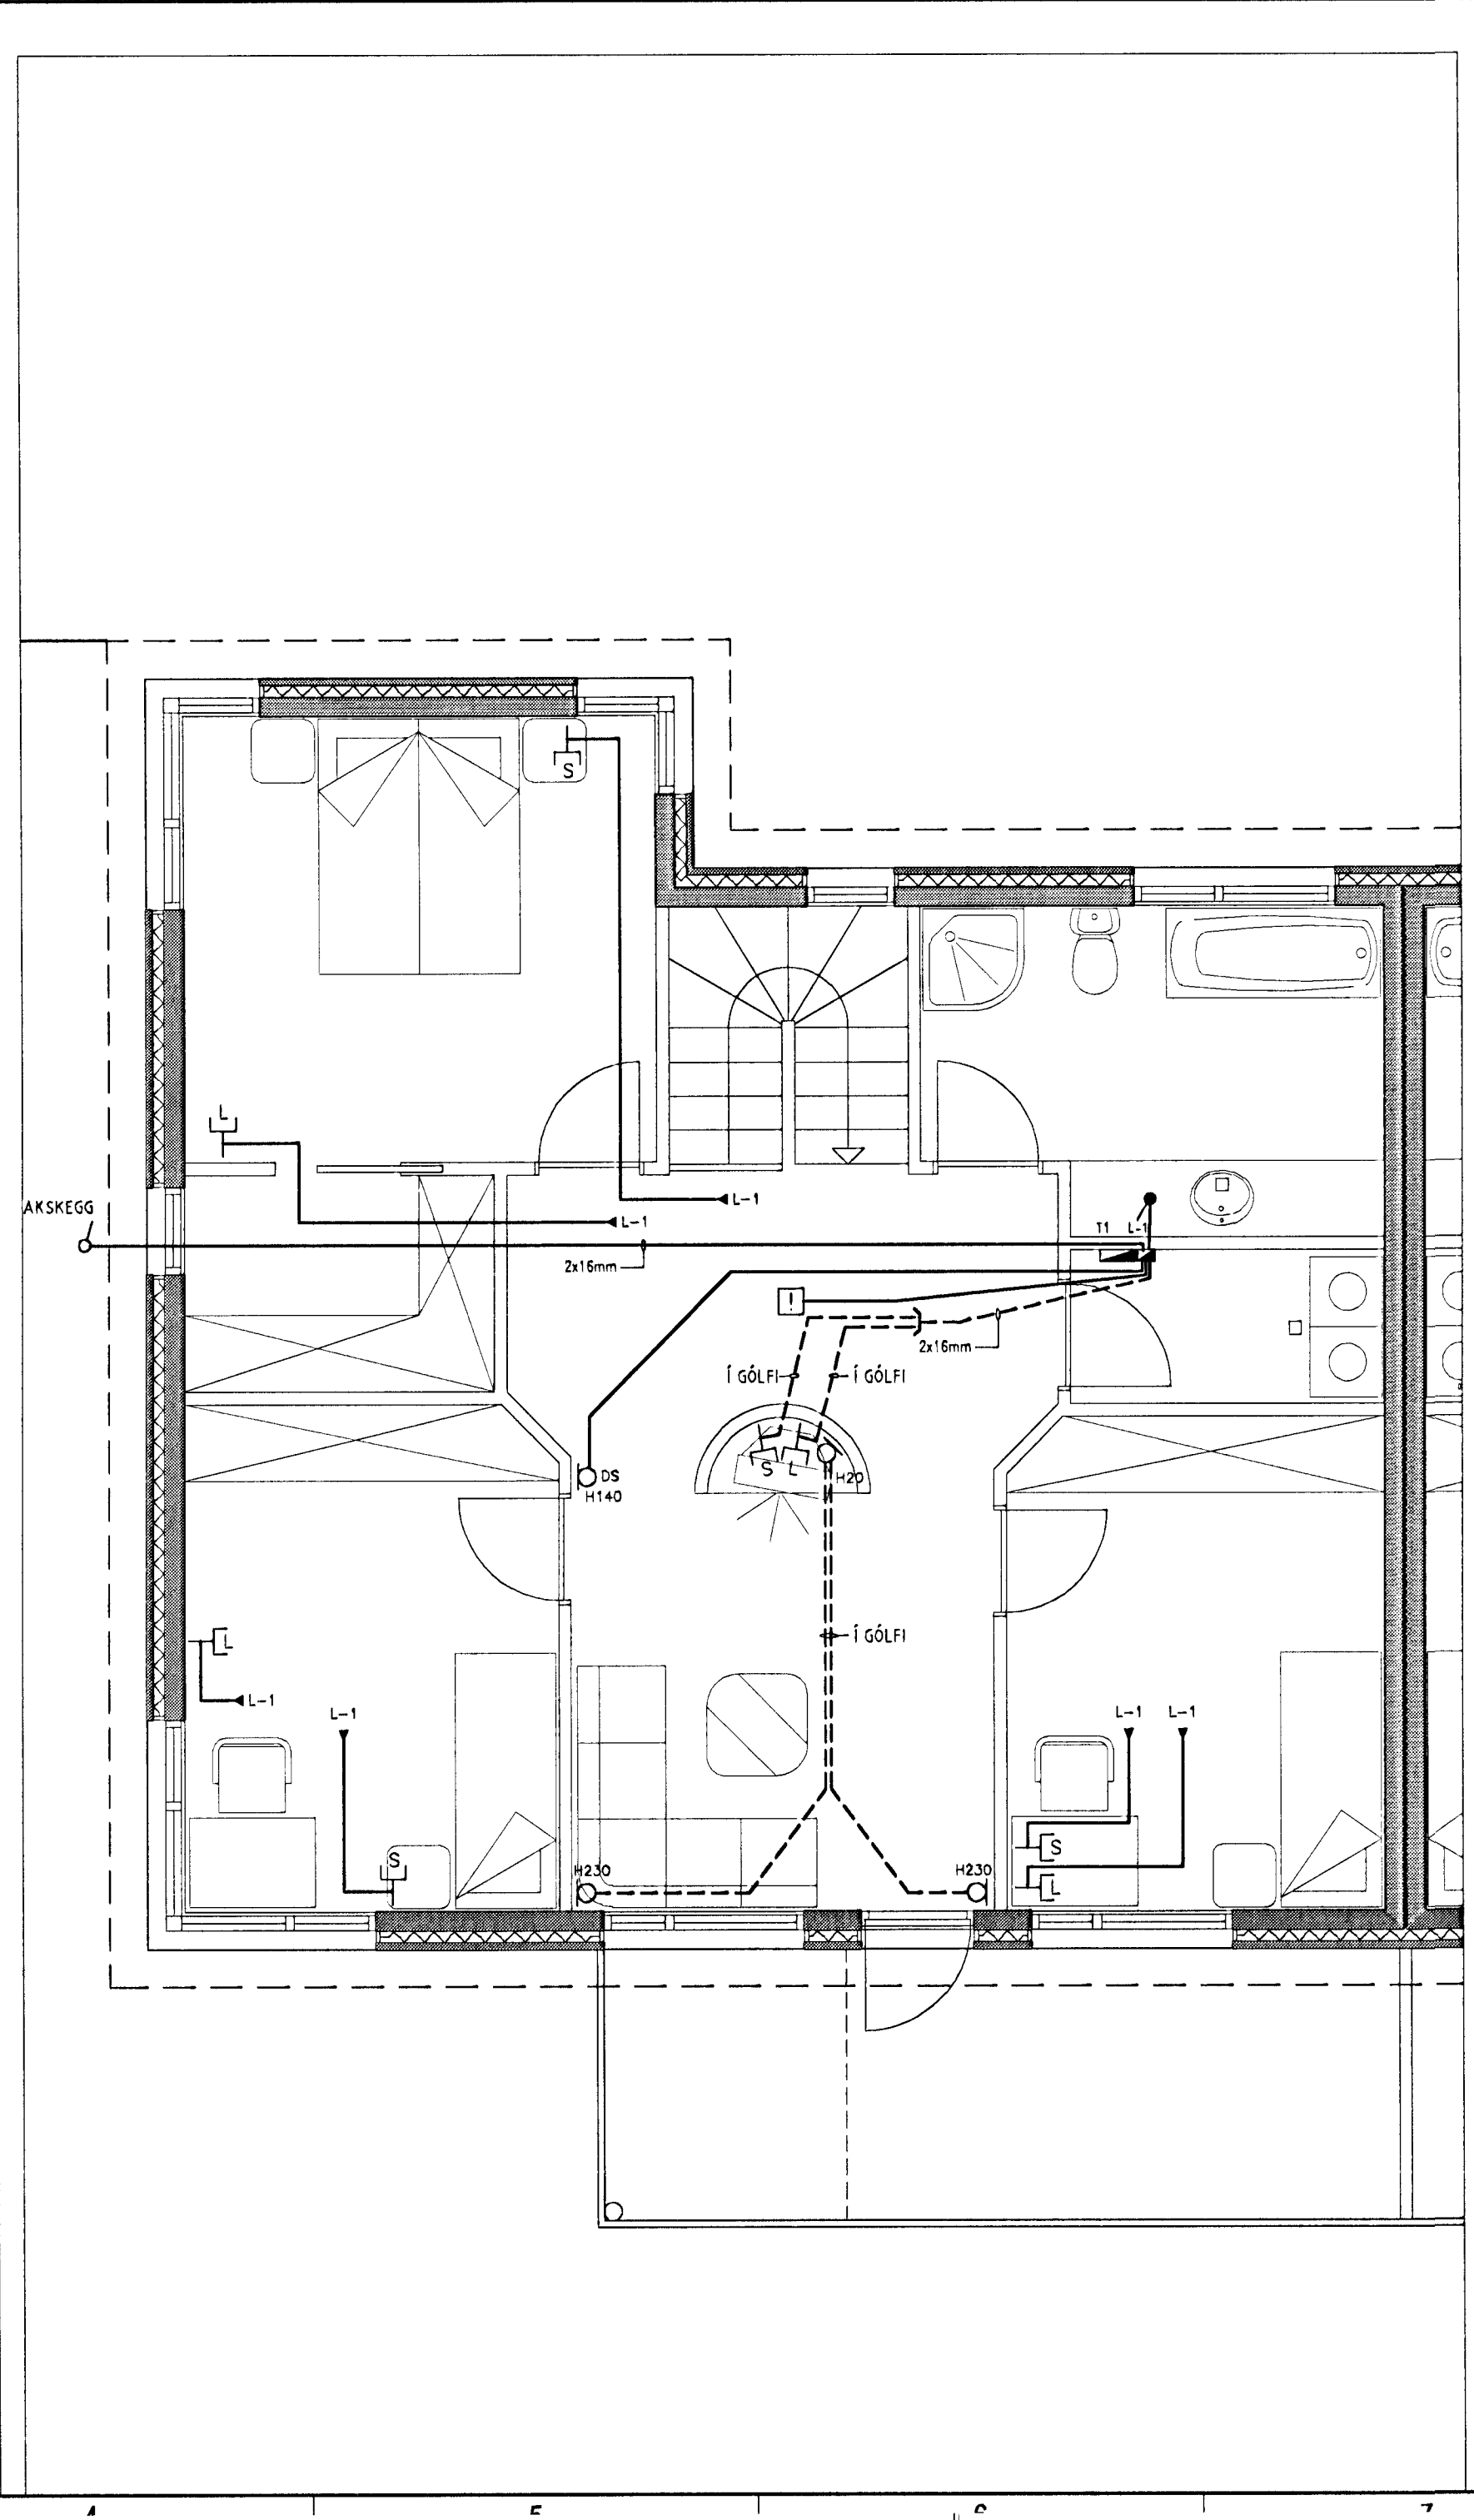 S
L
L-1
AKSKEGG
L-1
T1 L-1
2x16mm
!
2x16mm
Í GÓLFI Í GÓLFI
S L
H20
DS
H140
Í GÓLFI
L
L-1
L-1
L-1 L-1
S
S
H230
H230
L
5
6
7